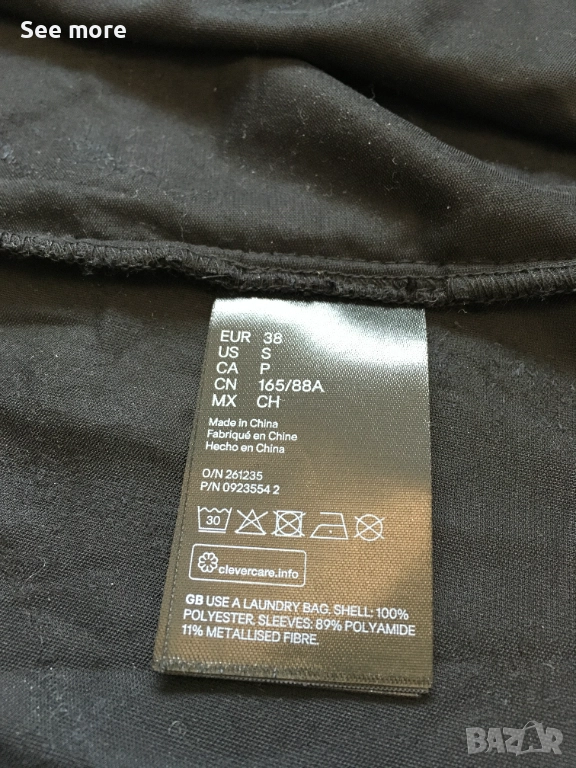 See more
EUR 38
US S
CA P
CN 165/88A
MX CH
Made in China
Fabriqué en Chine
Hecho en China
O/N 261235
P/N 0923554 2
30
clevercare.info
GB USE A LAUNDRY BAG. SHELL: 100%
POLYESTER. SLEEVES: 89% POLYAMIDE
11% METALLISED FIBRE.
BAZAR